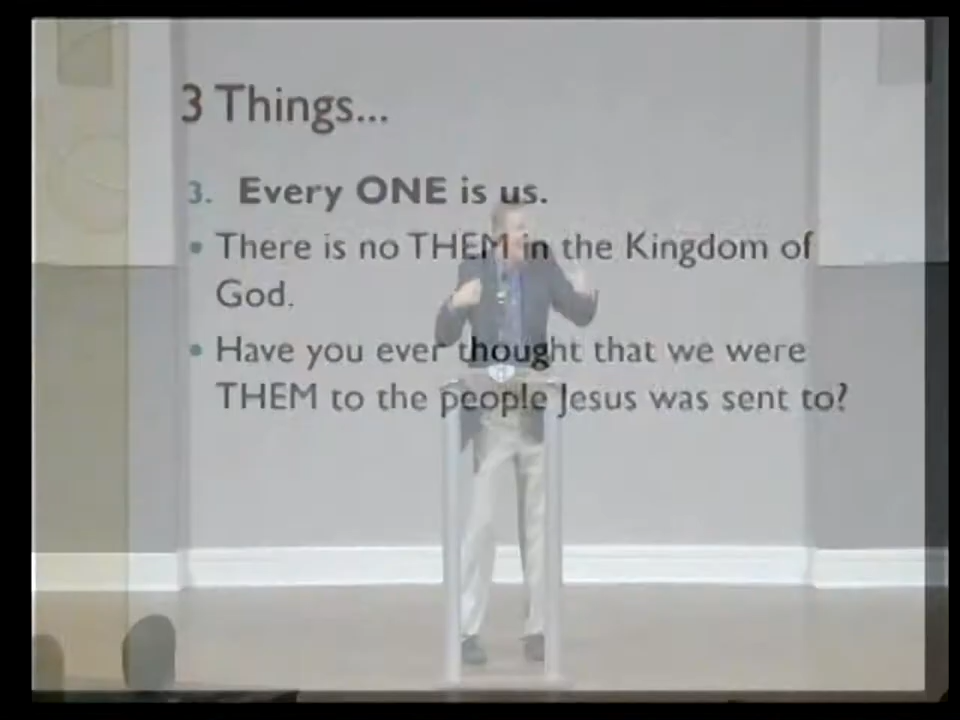 3 Things...
3. Every ONE is us.
• There is no THEM in the Kingdom of
God.
• Have you ever thought that we were
THEM to the people Jesus was sent to?